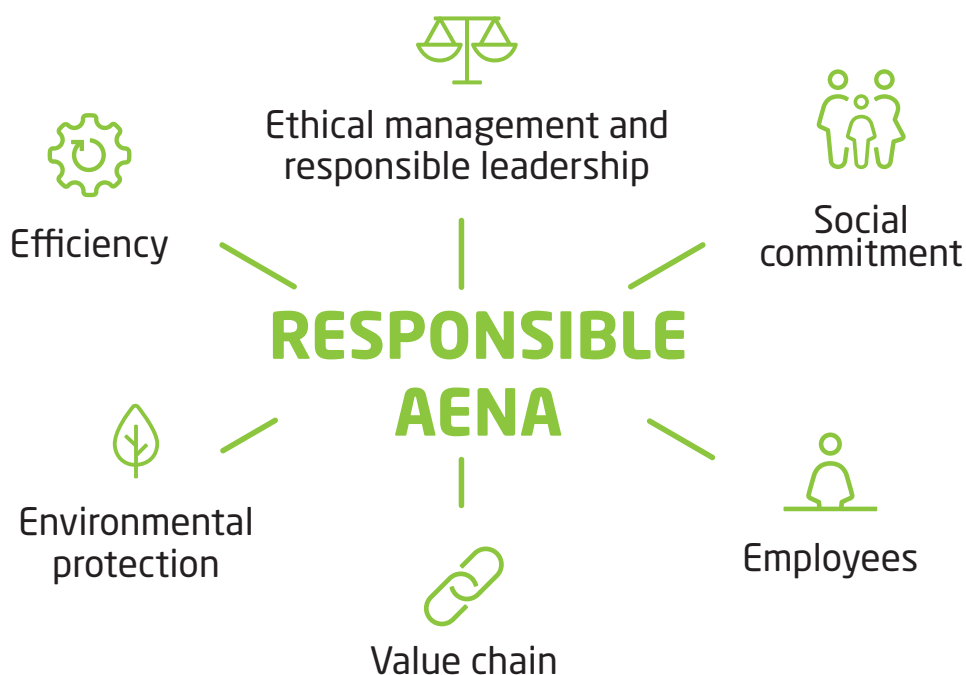 Ethical management and
responsible leadership
Efficiency
Social
commitment
RESPONSIBLE
AENA
Environmental
protection
Employees
Value chain